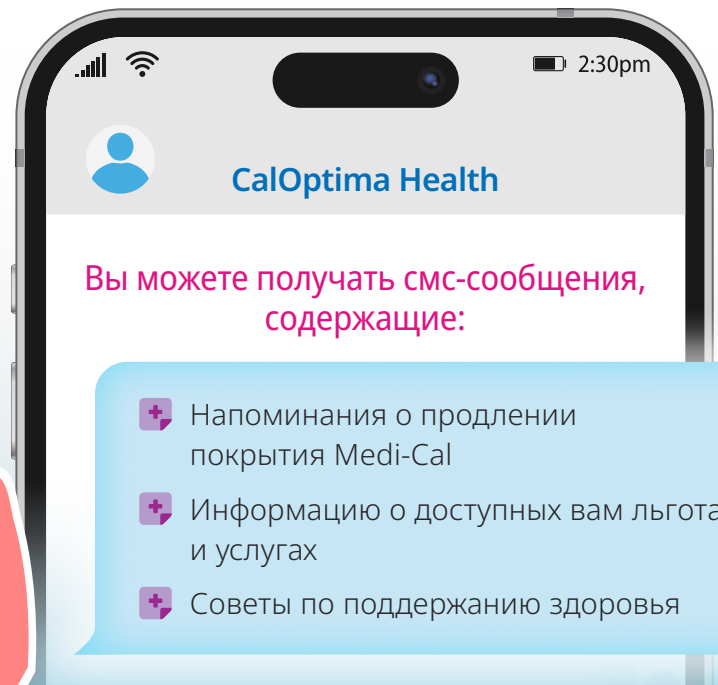 2:30pm
CalOptima Health
Вы можете получать смс-сообщения,
содержащие:
Напоминания о продлении
покрытия Medi-Cal
Информацию о доступных вам льгота
и услугах
Советы по поддержанию здоровья